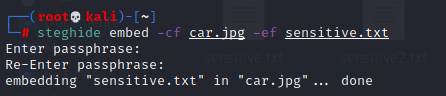 ┌──(root💀kali)-[~]
└─# steghide embed -cf car.jpg -ef sensitive.txt
Enter passphrase:
Re-Enter passphrase:
embedding "sensitive.txt" in "car.jpg"... done